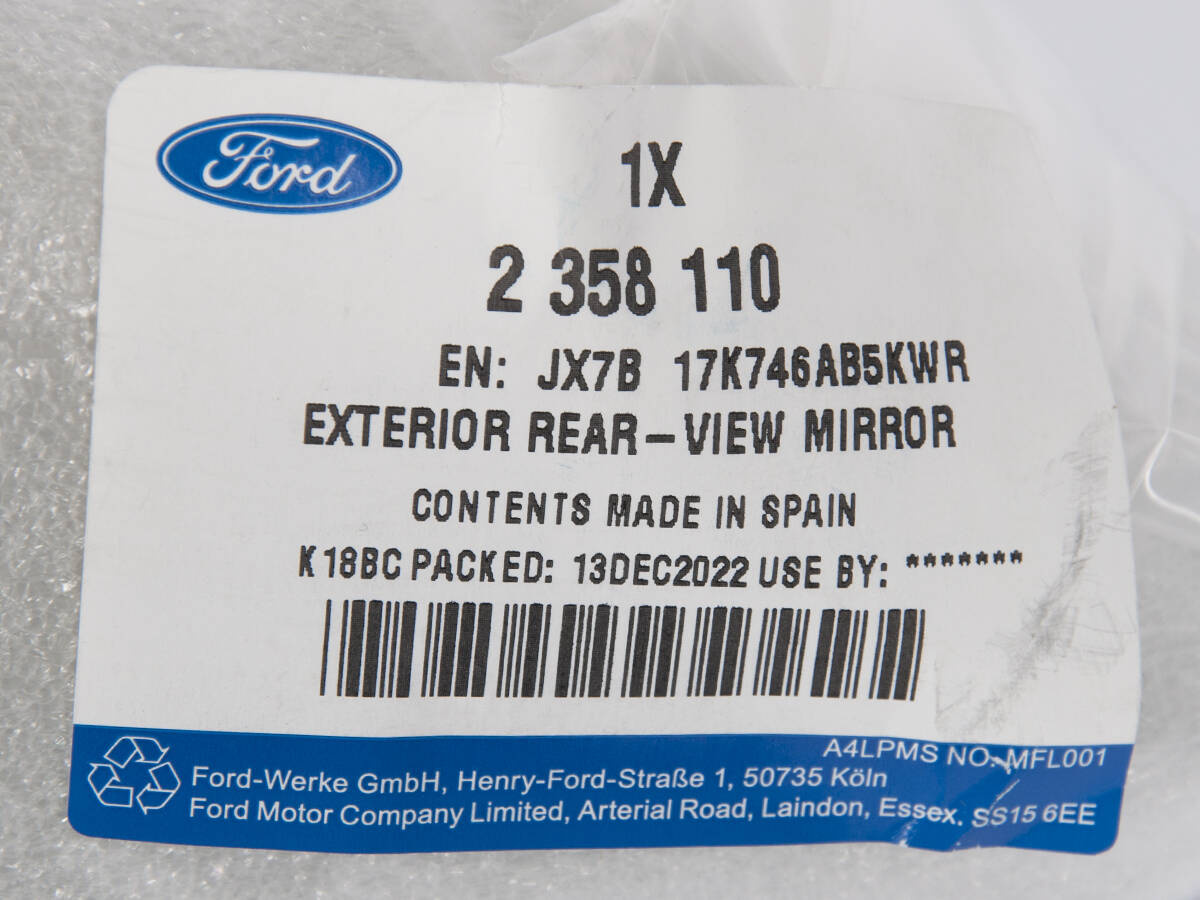 Ford
1X
2 358 110
EN: JX7B 17K746AB5KWR
EXTERIOR REAR-VIEW MIRROR
CONTENTS MADE IN SPAIN
K18BC PACKED: 13DEC2022 USE BY: *******
A4LPMS NO. MFL001
Ford-Werke GmbH, Henry-Ford-Straße 1, 50735 Köln
Ford Motor Company Limited, Arterial Road, Laindon, Essex. SS15 6EE